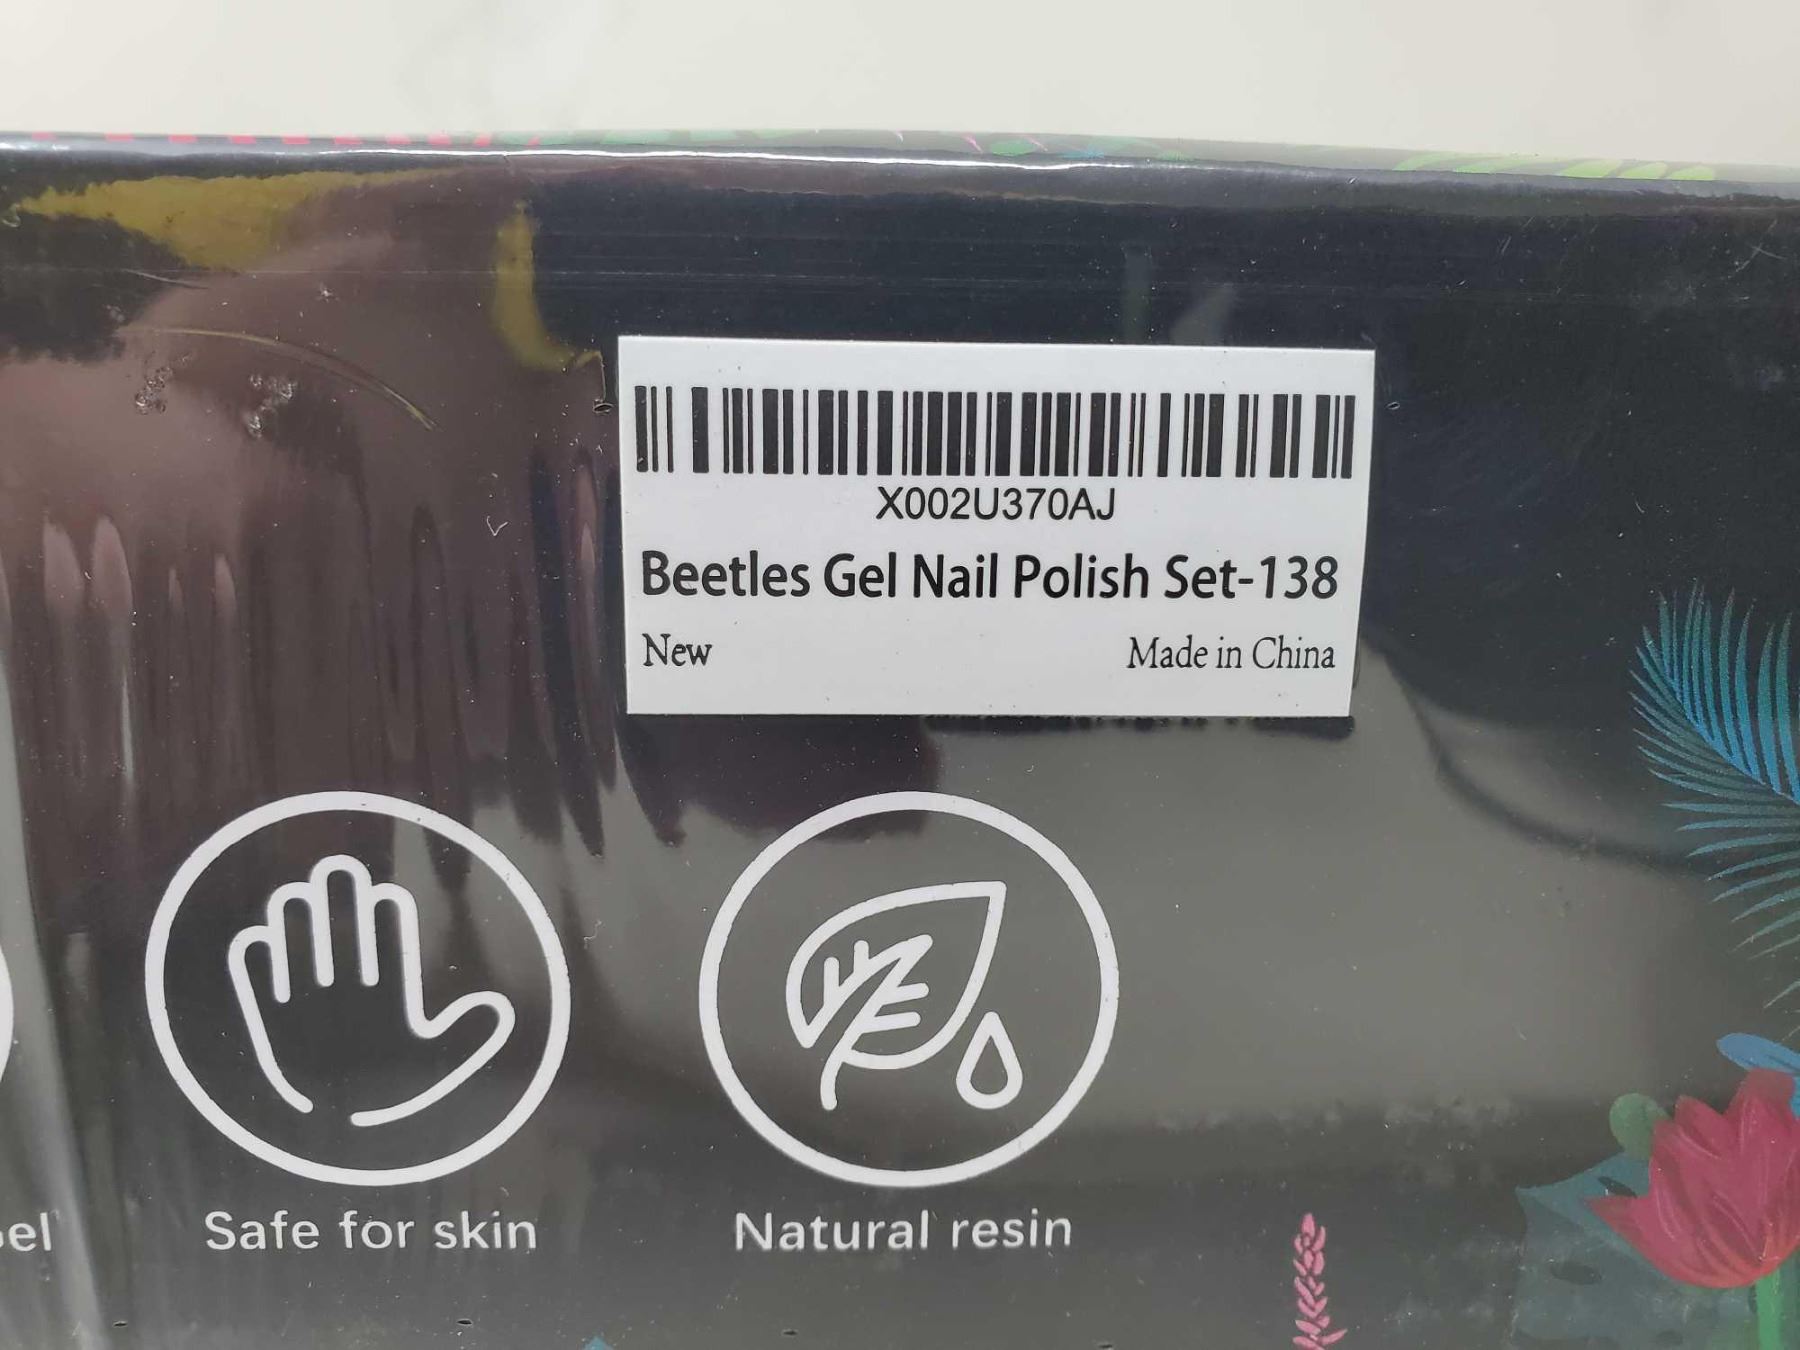 X002U370AJ
Beetles Gel Nail Polish Set-138
New Made in China
Safe for skin
Natural resin